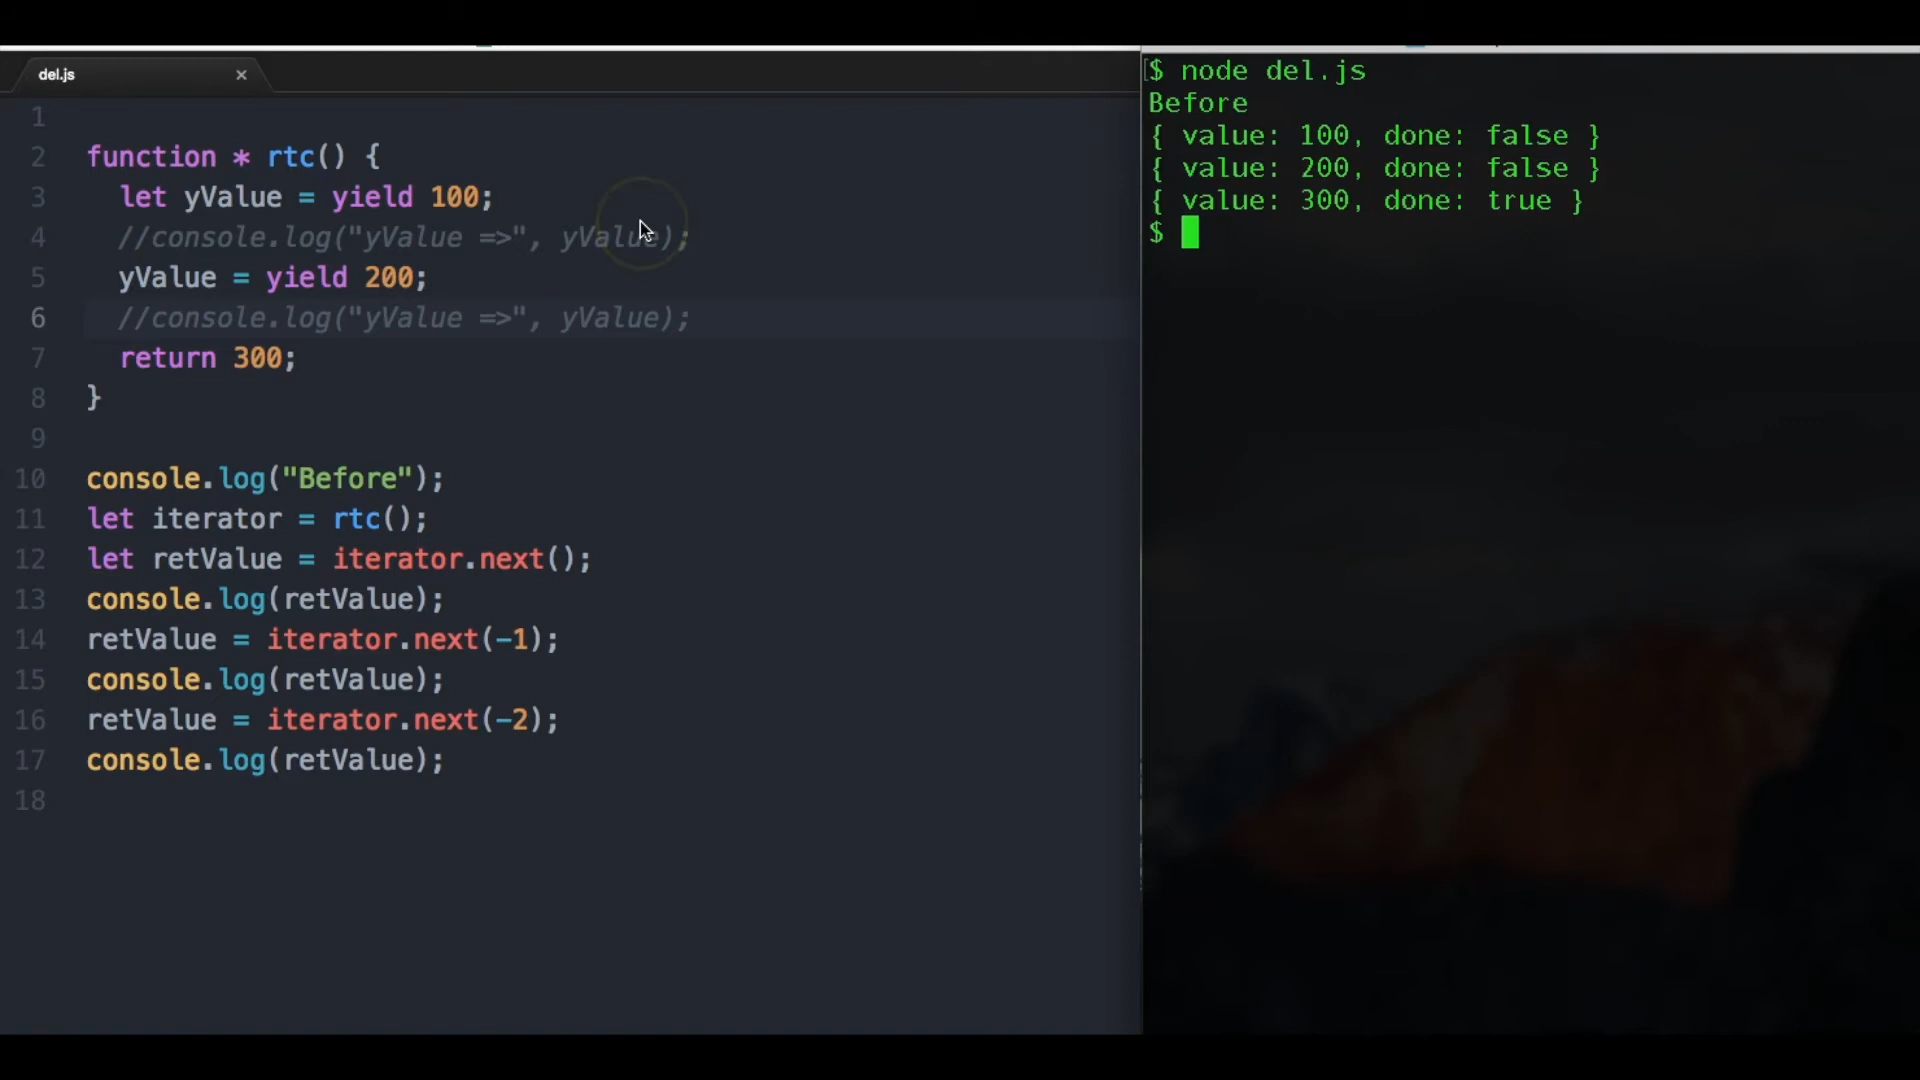 del.js ×
1
2 function * rtc() {
3 let yValue = yield 100;
4 //console.log("yValue =>", yValue);
5 yValue = yield 200;
6 //console.log("yValue =>", yValue);
7 return 300;
8 }
9
10 console.log("Before");
11 let iterator = rtc();
12 let retValue = iterator.next();
13 console.log(retValue);
14 retValue = iterator.next(-1);
15 console.log(retValue);
16 retValue = iterator.next(-2);
17 console.log(retValue);
18
[$ node del.js
Before
{ value: 100, done: false }
{ value: 200, done: false }
{ value: 300, done: true }
$